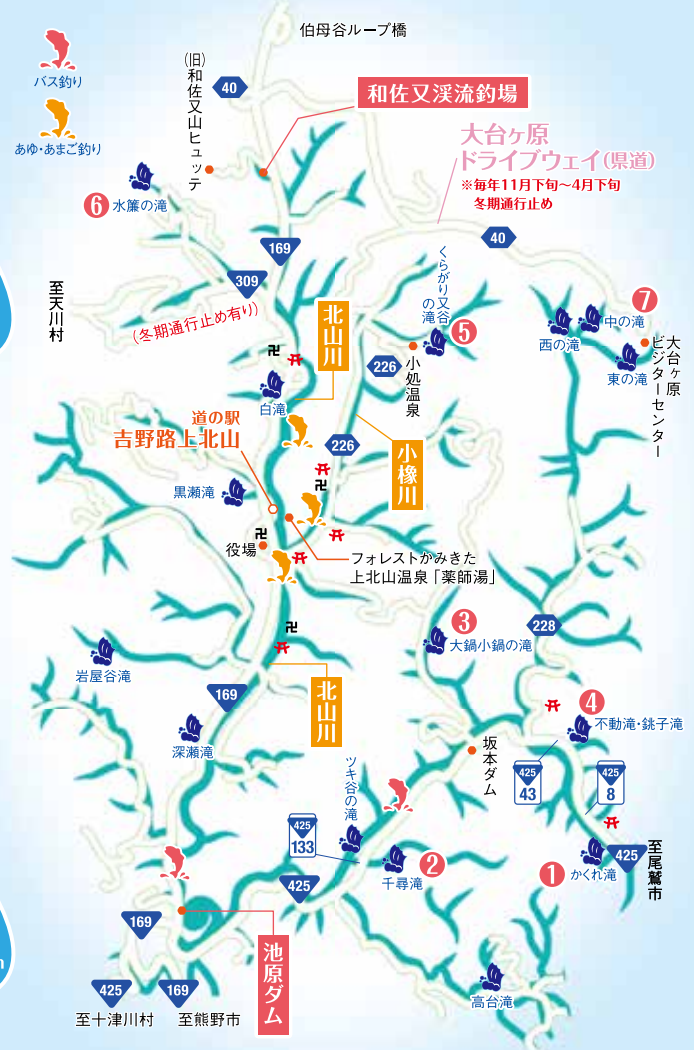 伯母谷ループ橋
バス釣り
あゆ・あまご釣り
(旧)和佐又山ヒュッテ
40
和佐又渓流釣場
大台ヶ原
ドライブウェイ(県道)
※毎年11月下旬~4月下旬
冬期通行止め
6 水簾の滝
169
309
(冬期通行止め有り)
至天川村
40
くらがり又谷
の滝
5
北山川
226
小処温泉
7
中の滝
西の滝
東の滝
大台ヶ原
ビジターセンター
白滝
道の駅
吉野路上北山
226
小橡川
黒瀬滝
役場
フォレストかみきた
上北山温泉「薬師湯」
3
大鍋小鍋の滝
228
岩屋谷滝
169
北山川
深瀬滝
4
不動滝・銚子滝
坂本ダム
ツキ谷の滝
425
43
425
8
425
133
2
千尋滝
425
1 かくれ滝
425
至尾鷲市
169
池原ダム
425
169
至十津川村
至熊野市
高台滝
n